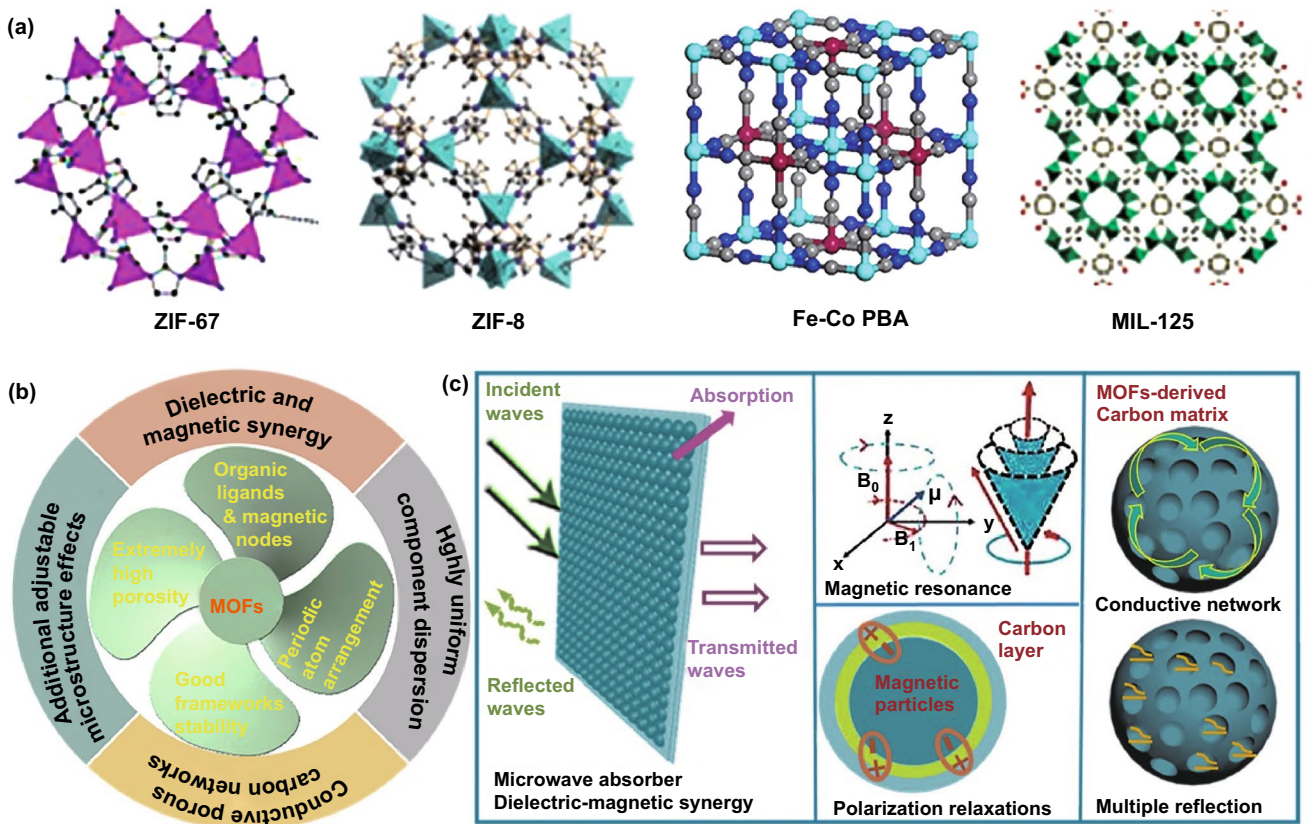 (a)
ZIF-67
ZIF-8
Fe-Co PBA
MIL-125
(b)
Dielectric and
magnetic synergy
Hgly uniform
component dispersion
Conductive porous
carbon networks
Additional adjustable
microstructure effects
Organic
ligands
& magnetic
nodes
Extremely
high
porosity
MOFs
Periodic
atom
arrangement
Good
frameworks
stability
(c)
Incident
waves
Absorption
Transmitted
waves
Reflected
waves
Microwave absorber
Dielectric-magnetic synergy
z
B0
μ
y
B1
x
Magnetic resonance
Carbon
layer
Magnetic
particles
+ −
+ −
+ −
Polarization relaxations
MOFs-derived
Carbon matrix
Conductive network
Multiple reflection